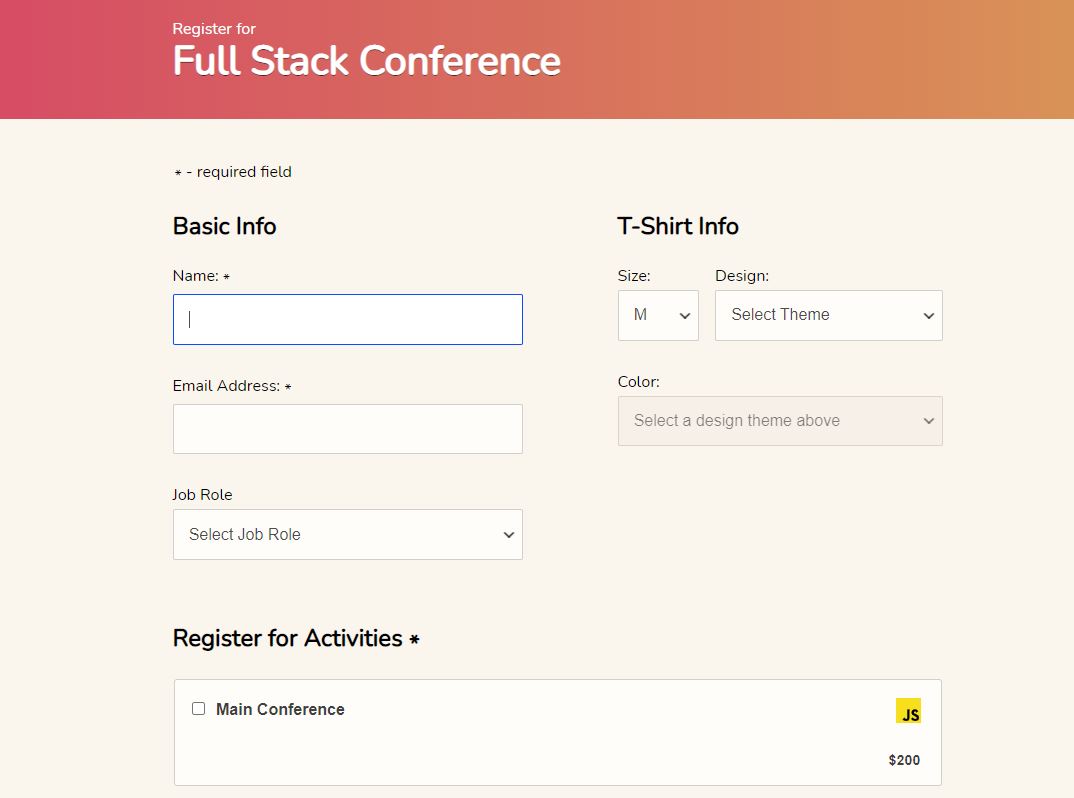 Register for
Full Stack Conference
* - required field
Basic Info
Name: *
Email Address: *
Job Role
Select Job Role
T-Shirt Info
Size:
M
Design:
Select Theme
Color:
Select a design theme above
Register for Activities *
Main Conference
JS
$200